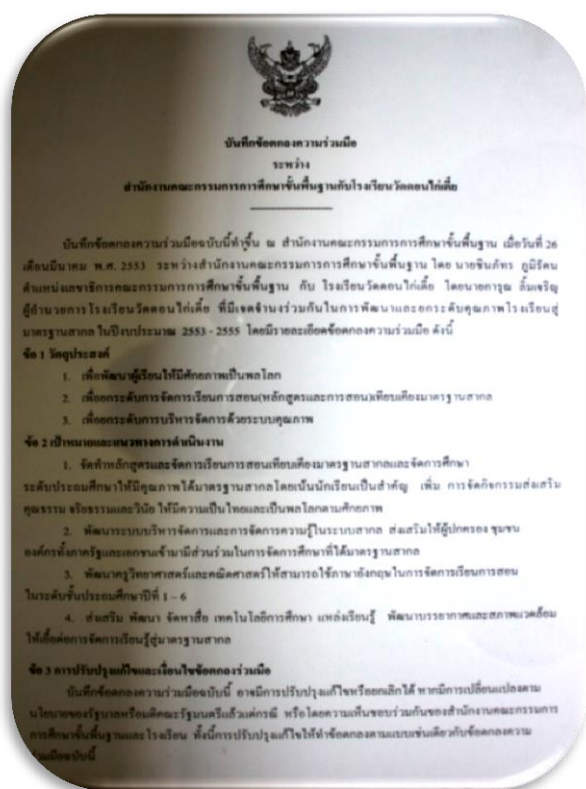 บันทึกข้อตกลงความร่วมมือ
ระหว่าง
สำนักงานคณะกรรมการการศึกษาขั้นพื้นฐานกับโรงเรียนวัดดอนไก่เตี้ย
บันทึกข้อตกลงความร่วมมือฉบับนี้ทำขึ้น ณ สำนักงานคณะกรรมการการศึกษาขั้นพื้นฐาน เมื่อวันที่ 26
เดือนมีนาคม พ.ศ. 2553 ระหว่างสำนักงานคณะกรรมการการศึกษาขั้นพื้นฐาน โดย นายชินภัทร ภูมิรัตน
ตำแหน่งเลขาธิการคณะกรรมการการศึกษาขั้นพื้นฐาน กับ โรงเรียนวัดดอนไก่เตี้ย โดยนายการุณ ลิ้มเจริญ
ผู้อำนวยการโรงเรียนวัดดอนไก่เตี้ย ที่มีเจตจำนงร่วมกันในการพัฒนาและยกระดับคุณภาพโรงเรียนสู่
มาตรฐานสากล ในปีงบประมาณ 2553 - 2555 โดยมีรายละเอียดข้อตกลงความร่วมมือ ดังนี้
ข้อ 1 วัตถุประสงค์
1. เพื่อพัฒนาผู้เรียนให้มีศักยภาพเป็นพลโลก
2. เพื่อยกระดับการจัดการเรียนการสอน(หลักสูตรและการสอน)เทียบเคียงมาตรฐานสากล
3. เพื่อยกระดับการบริหารจัดการด้วยระบบคุณภาพ
ข้อ 2 เป้าหมายและแนวทางการดำเนินงาน
1. จัดทำหลักสูตรและจัดการเรียนการสอนเทียบเคียงมาตรฐานสากลและจัดการศึกษา
ระดับประถมศึกษาให้มีคุณภาพได้มาตรฐานสากลโดยเน้นนักเรียนเป็นสำคัญ เพิ่ม การจัดกิจกรรมส่งเสริม
คุณธรรม จริยธรรมและวินัย ให้มีความเป็นไทยและเป็นพลโลกตามศักยภาพ
2. พัฒนาระบบบริหารจัดการและการจัดการความรู้ในระบบสากล ส่งเสริมให้ผู้ปกครอง ชุมชน
องค์กรทั้งภาครัฐและเอกชนเข้ามามีส่วนร่วมในการจัดการศึกษาที่ได้มาตรฐานสากล
3. พัฒนาครูวิทยาศาสตร์และคณิตศาสตร์ให้สามารถใช้ภาษาอังกฤษในการจัดการเรียนการสอน
ในระดับชั้นประถมศึกษาปีที่ 1 – 6
4. ส่งเสริม พัฒนา จัดหาสื่อ เทคโนโลยีการศึกษา แหล่งเรียนรู้ พัฒนาบรรยากาศและสภาพแวดล้อม
ให้เอื้อต่อการจัดการเรียนรู้สู่มาตรฐานสากล
ข้อ 3 การปรับปรุงแก้ไขและเงื่อนไขข้อตกลงร่วมมือ
บันทึกข้อตกลงความร่วมมือฉบับนี้ อาจมีการปรับปรุงแก้ไขหรือยกเลิกได้ หากมีการเปลี่ยนแปลงตาม
นโยบายของรัฐบาลหรือมติคณะรัฐมนตรีแล้วแต่กรณี หรือโดยความเห็นชอบร่วมกันของสำนักงานคณะกรรมการ
การศึกษาขั้นพื้นฐานและโรงเรียน ทั้งนี้การปรับปรุงแก้ไขให้ทำข้อตกลงตามแบบเช่นเดียวกับข้อตกลงความ
ร่วมมือฉบับนี้